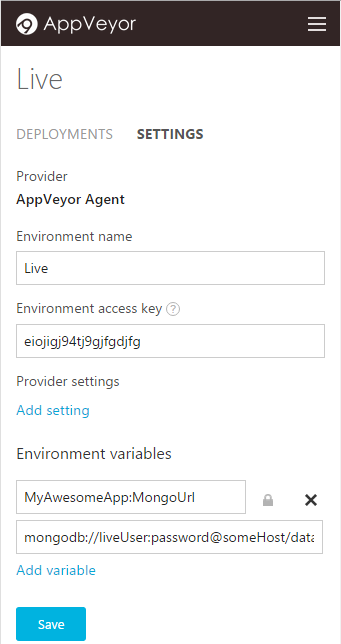 AppVeyor
Live
DEPLOYMENTS SETTINGS
Provider
AppVeyor Agent
Environment name
Live
Environment access key ?
eiojigj94tj9gjfgdjfg
Provider settings
Add setting
Environment variables
MyAwesomeApp:MongoUrl
mongodb://liveUser:password@someHost/data
Add variable
Save